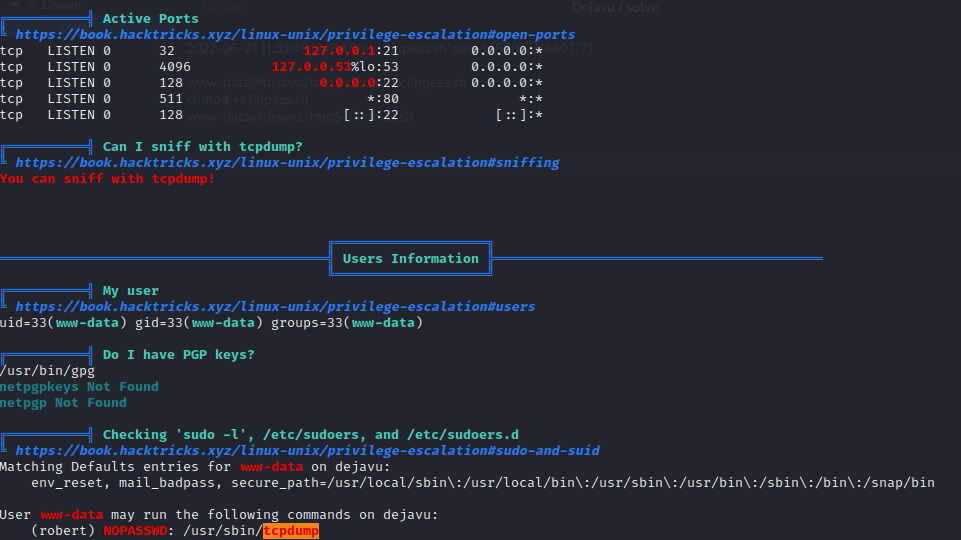 Dejavu
Dejavu / solve
Active Ports
https://book.hacktricks.xyz/linux-unix/privilege-escalation#open-ports
tcp LISTEN 0 32 127.0.0.1:21 0.0.0.0:*
tcp LISTEN 0 4096 127.0.0.53%lo:53 0.0.0.0:*
tcp LISTEN 0 128 0.0.0.0:22 0.0.0.0:*
tcp LISTEN 0 511 *:80 *:*
chmod +x linpeas.sh
tcp LISTEN 0 128 [::]:22 [::]:*
Can I sniff with tcpdump?
https://book.hacktricks.xyz/linux-unix/privilege-escalation#sniffing
You can sniff with tcpdump!
Users Information
My user
https://book.hacktricks.xyz/linux-unix/privilege-escalation#users
uid=33(www-data) gid=33(www-data) groups=33(www-data)
Do I have PGP keys?
/usr/bin/gpg
netpgpkeys Not Found
netpgp Not Found
Checking 'sudo -l', /etc/sudoers, and /etc/sudoers.d
https://book.hacktricks.xyz/linux-unix/privilege-escalation#sudo-and-suid
Matching Defaults entries for www-data on dejavu:
env_reset, mail_badpass, secure_path=/usr/local/sbin\:/usr/local/bin\:/usr/sbin\:/usr/bin\:/sbin\:/bin\:/snap/bin
User www-data may run the following commands on dejavu:
(robert) NOPASSWD: /usr/sbin/tcpdump